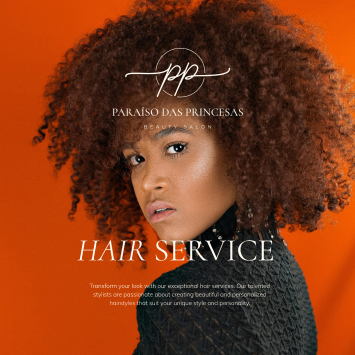 pp
PARAÍSO DAS PRINCESAS
BEAUTY SALON
HAIR SERVICE
Transform your look with our exceptional hair services. Our talented
stylists are passionate about creating beautiful and personalized
hairstyles that suit your unique style and personality.